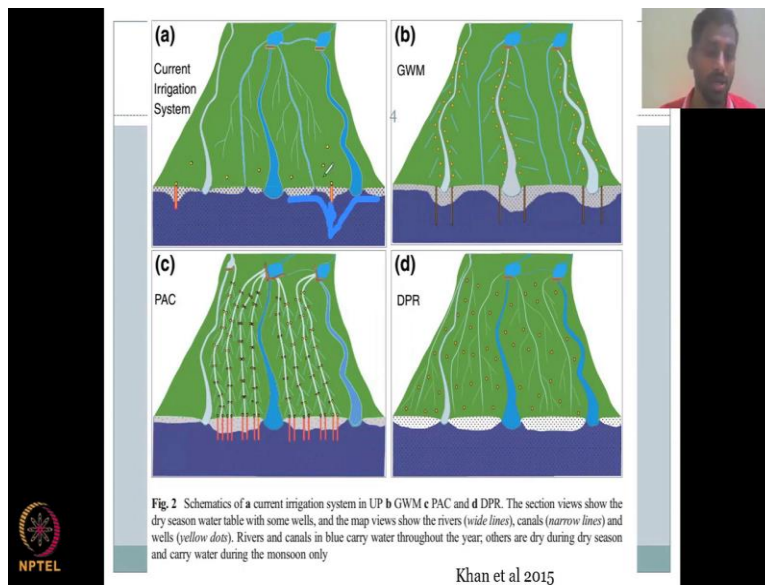 (a)
Current
Irrigation
System
(b)
GWM
4
(c)
PAC
(d)
DPR
Fig. 2 Schematics of a current irrigation system in UP b GWM c PAC and d DPR. The section views show the
dry season water table with some wells, and the map views show the rivers (wide lines), canals (narrow lines) and
wells (yellow dots). Rivers and canals in blue carry water throughout the year; others are dry during dry season
and carry water during the monsoon only
Khan et al 2015
NPTEL